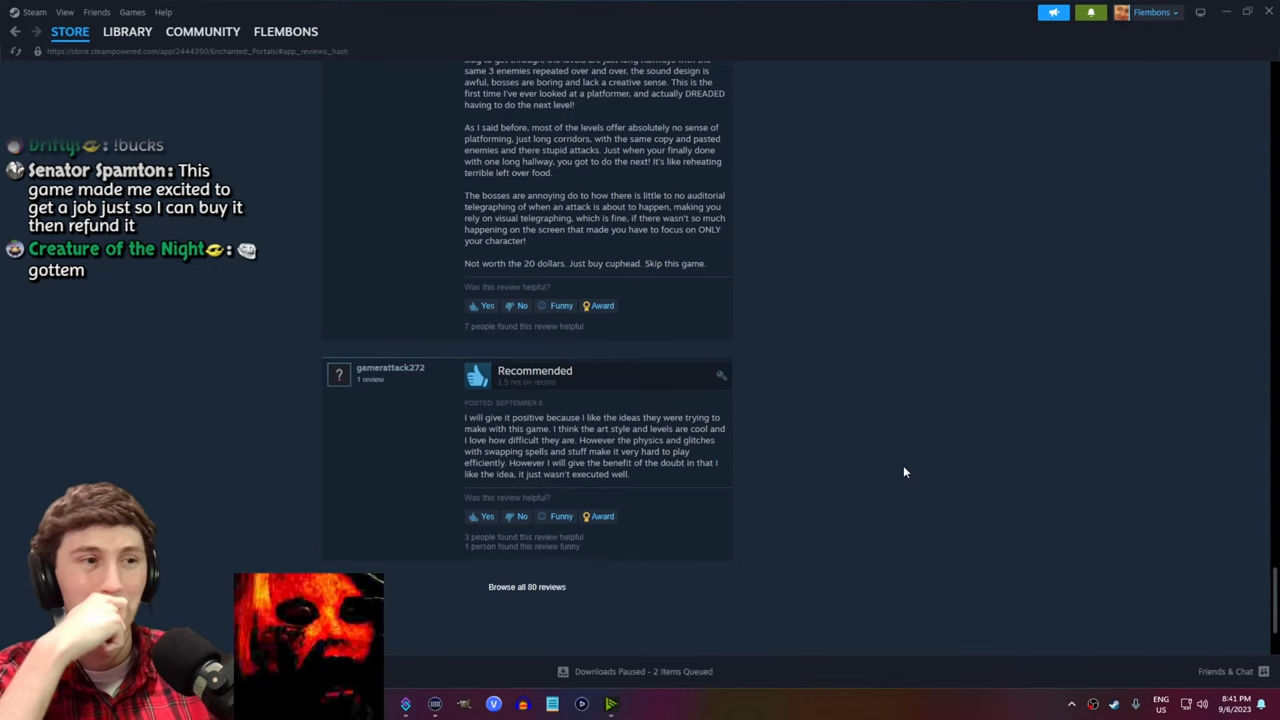 Steam View Friends Games Help
Flembons
STORE LIBRARY COMMUNITY FLEMBONS
https://store.steampowered.com/app/2444350/Enchanted_Portals/#app_reviews_hash
same 3 enemies repeated over and over, the sound design is
awful, bosses are boring and lack a creative sense. This is the
first time I've ever looked at a platformer, and actually DREADED
having to do the next level!
As I said before, most of the levels offer absolutely no sense of
platforming, just long corridors, with the same copy and pasted
enemies and there stupid attacks. Just when your finally done
with one long hallway, you got to do the next! It's like reheating
terrible left over food.
The bosses are annoying do to how there is little to no auditorial
telegraphing of when an attack is about to happen, making you
rely on visual telegraphing, which is fine, if there wasn't so much
happening on the screen that made you have to focus on ONLY
your character!
Not worth the 20 dollars. Just buy cuphead. Skip this game.
Was this review helpful?
Yes No Funny Award
7 people found this review helpful
Driftys: !bucks
Senator Spamton: This
game made me excited to
get a job just so I can buy it
then refund it
Creature of the Night:
gottem
?
gamerattack272
1 review
Recommended
1.5 hrs on record
POSTED: SEPTEMBER 6
I will give it positive because I like the ideas they were trying to
make with this game. I think the art style and levels are cool and
I love how difficult they are. However the physics and glitches
with swapping spells and stuff make it very hard to play
efficiently. However I will give the benefit of the doubt in that I
like the idea, it just wasn't executed well.
Was this review helpful?
Yes No Funny Award
3 people found this review helpful
1 person found this review funny
Browse all 80 reviews
Downloads Paused - 2 Items Queued
Friends & Chat
ENG
US
8:41 PM
9/6/2023